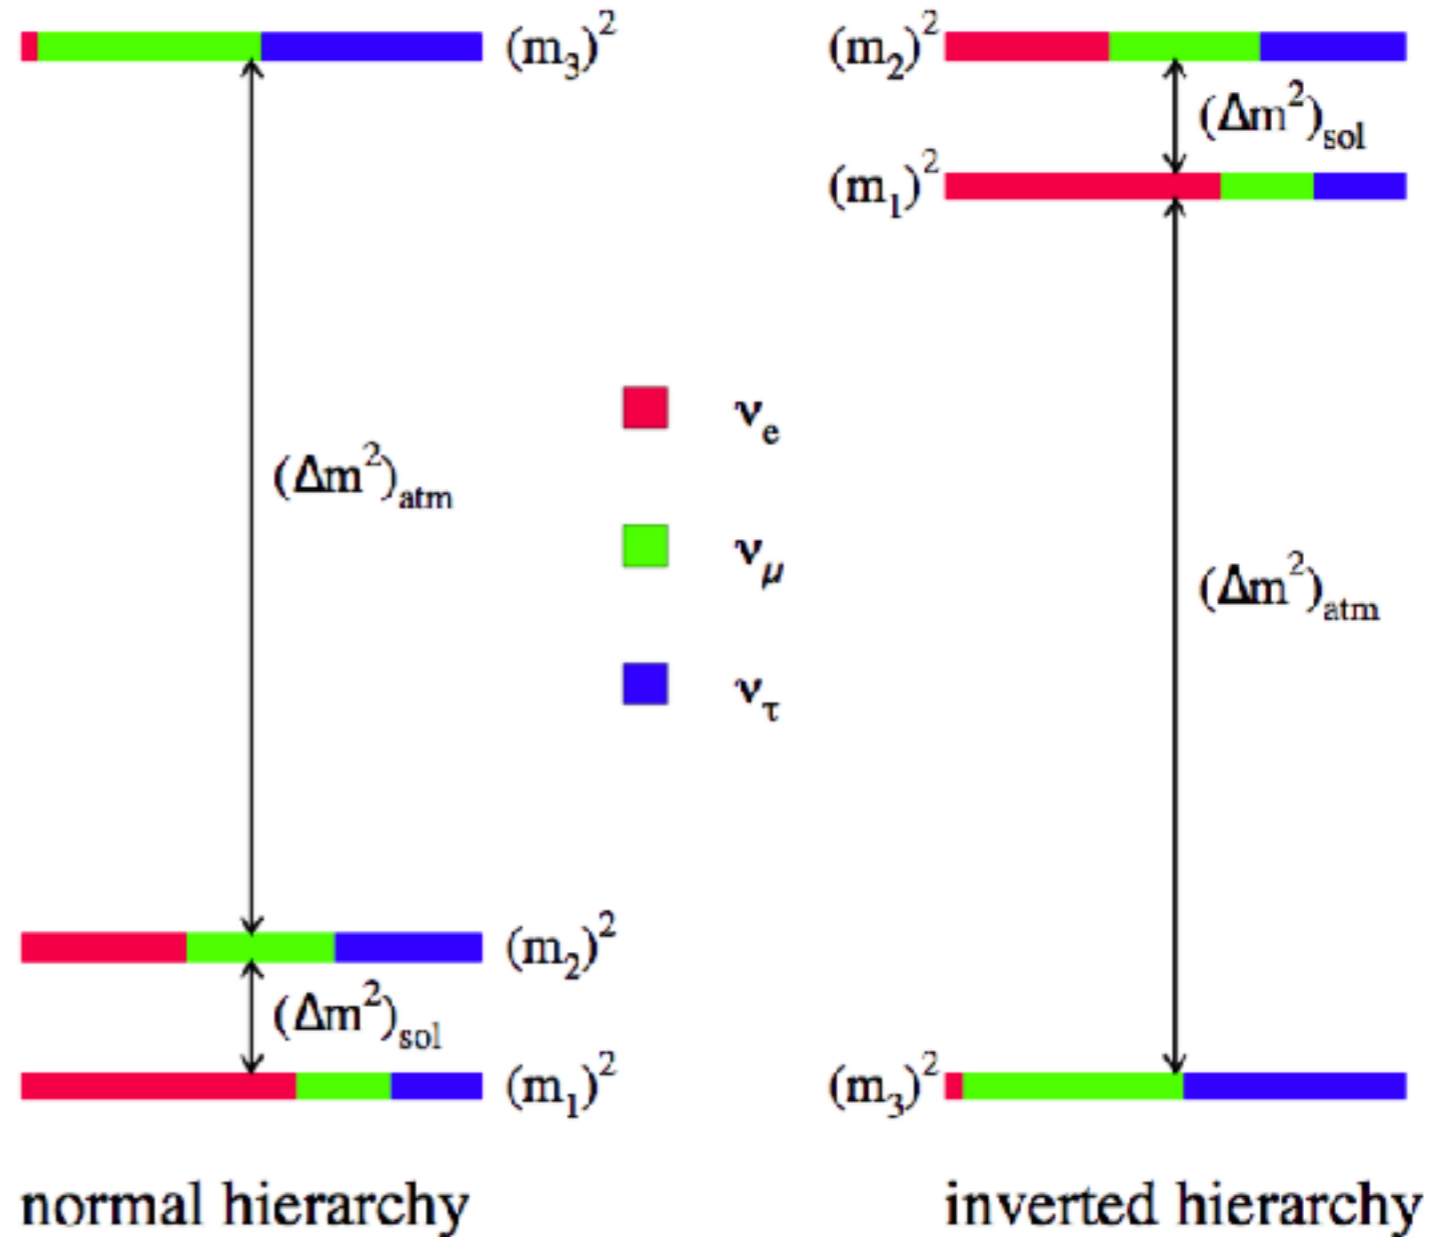 (m₃)²
(m₂)²
(Δm²)sol
(m₁)²
νe
(Δm²)atm
νμ
(Δm²)atm
ντ
(m₂)²
(Δm²)sol
(m₁)²
(m₃)²
normal hierarchy
inverted hierarchy